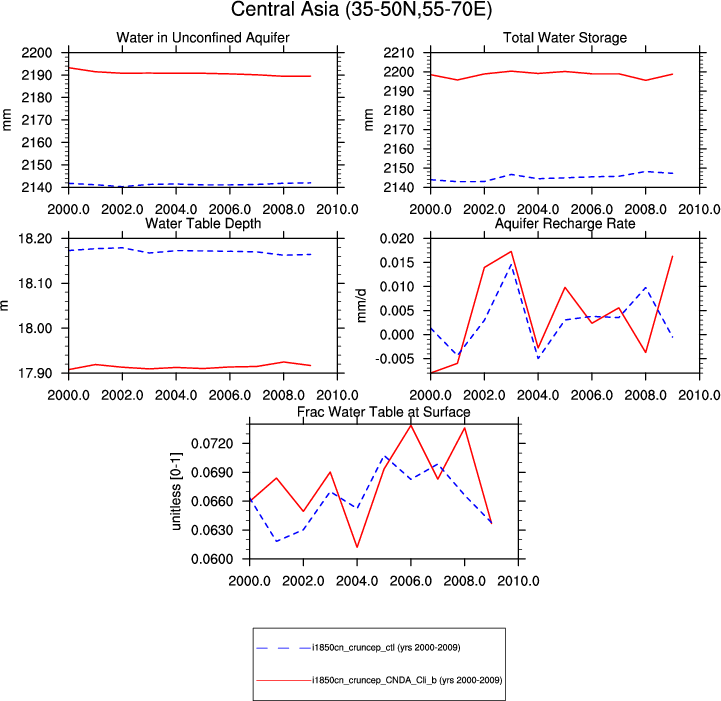 Central Asia (35-50N,55-70E)
Water in Unconfined Aquifer
2200
2190
2180
2170
2160
2150
2140
mm
2000.0 2002.0 2004.0 2006.0 2008.0 2010.0
Total Water Storage
2210
2200
2190
2180
2170
2160
2150
2140
mm
2000.0 2002.0 2004.0 2006.0 2008.0 2010.0
Water Table Depth
18.20
18.10
18.00
17.90
m
2000.0 2002.0 2004.0 2006.0 2008.0 2010.0
Aquifer Recharge Rate
0.020
0.015
0.010
0.005
0.000
-0.005
mm/d
2000.0 2002.0 2004.0 2006.0 2008.0 2010.0
Frac Water Table at Surface
0.0720
0.0690
0.0660
0.0630
0.0600
unitless [0-1]
2000.0 2002.0 2004.0 2006.0 2008.0 2010.0
i1850cn_cruncep_ctl (yrs 2000-2009)
i1850cn_cruncep_CNDA_Cli_b (yrs 2000-2009)